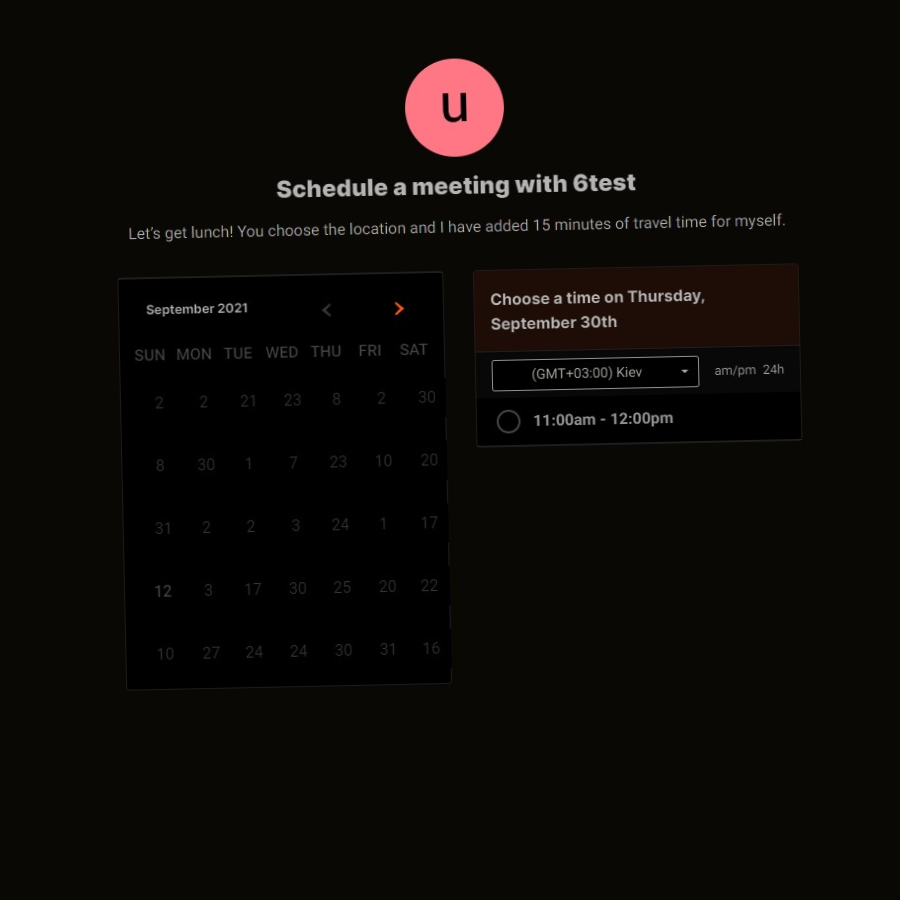 u
Schedule a meeting with 6test
Let's get lunch! You choose the location and I have added 15 minutes of travel time for myself.
September 2021
SUN MON TUE WED THU FRI SAT
2 2 21 23 8 2 30
8 30 1 7 23 10 20
31 2 2 3 24 1 17
12 3 17 30 25 20 22
10 27 24 24 30 31 16
Choose a time on Thursday,
September 30th
(GMT+03:00) Kiev am/pm 24h
11:00am - 12:00pm